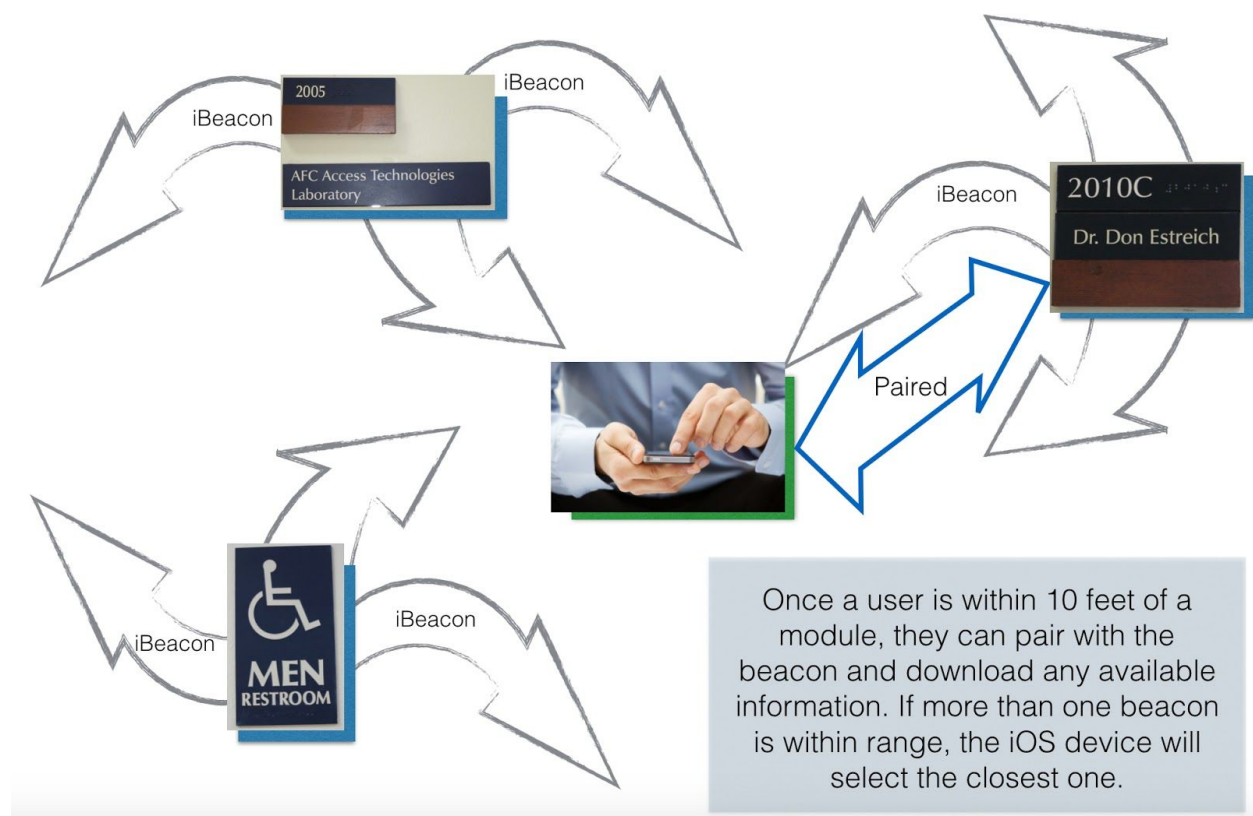 iBeacon
2005
iBeacon
AFC Access Technologies
Laboratory
iBeacon
2010C
Dr. Don Estreich
Paired
iBeacon
MEN
RESTROOM
iBeacon
Once a user is within 10 feet of a
module, they can pair with the
beacon and download any available
information. If more than one beacon
is within range, the iOS device will
select the closest one.